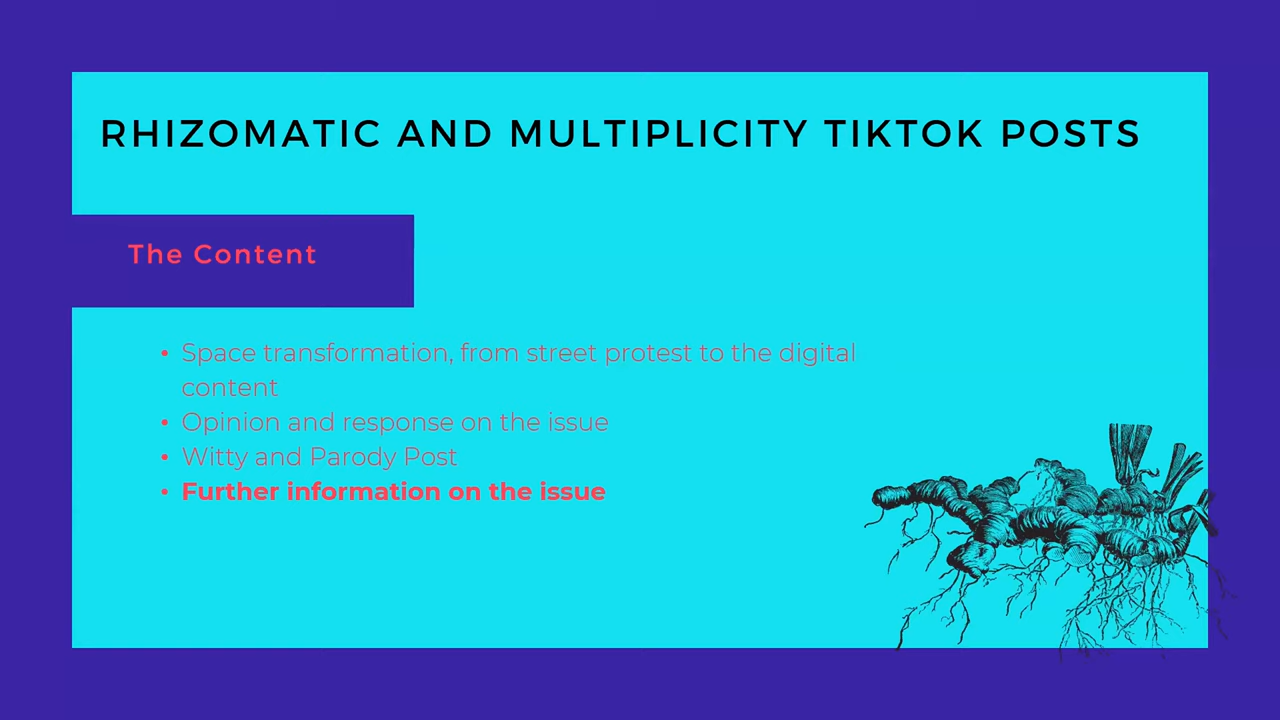 RHIZOMATIC AND MULTIPLICITY TIKTOK POSTS
The Content
• Space transformation, from street protest to the digital
content
• Opinion and response on the issue
• Witty and Parody Post
• Further information on the issue